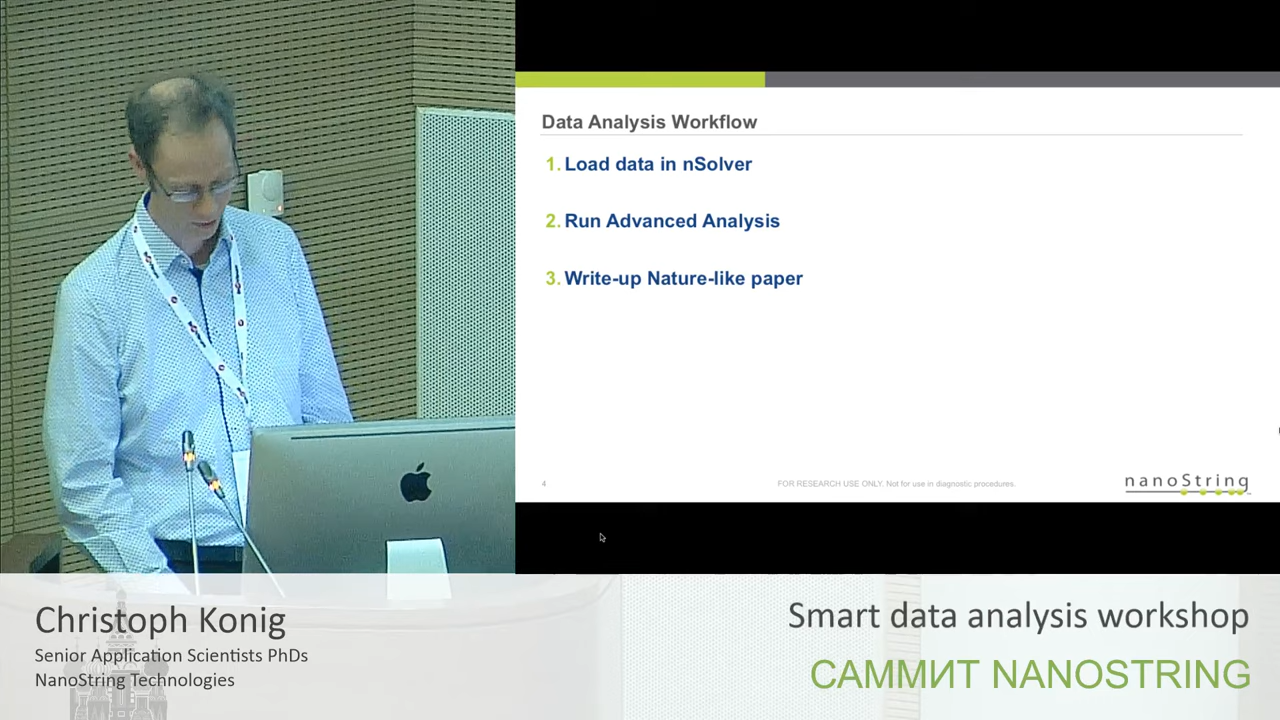 Data Analysis Workflow
1. Load data in nSolver
2. Run Advanced Analysis
3. Write-up Nature-like paper
4
FOR RESEARCH USE ONLY. Not for use in diagnostic procedures.
nanoString
Christoph Konig
Senior Application Scientists PhDs
NanoString Technologies
Smart data analysis workshop
САММИТ NANOSTRING